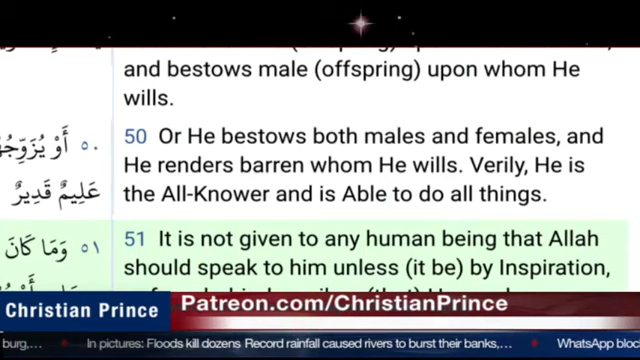 and bestows male (offspring) upon whom He
wills.
٥٠ أَوْ يُزَوِّجُهُ
50 Or He bestows both males and females, and
He renders barren whom He wills. Verily, He is
عَلِيمٌ قَدِيرٌ
the All-Knower and is Able to do all things.
٥١ وَمَا كَانَ
51 It is not given to any human being that Allah
should speak to him unless (it be) by Inspiration,
Christian Prince
Patreon.com/ChristianPrince
burg,... In pictures: Floods kill dozens Record rainfall caused rivers to burst their banks,... WhatsApp bloc